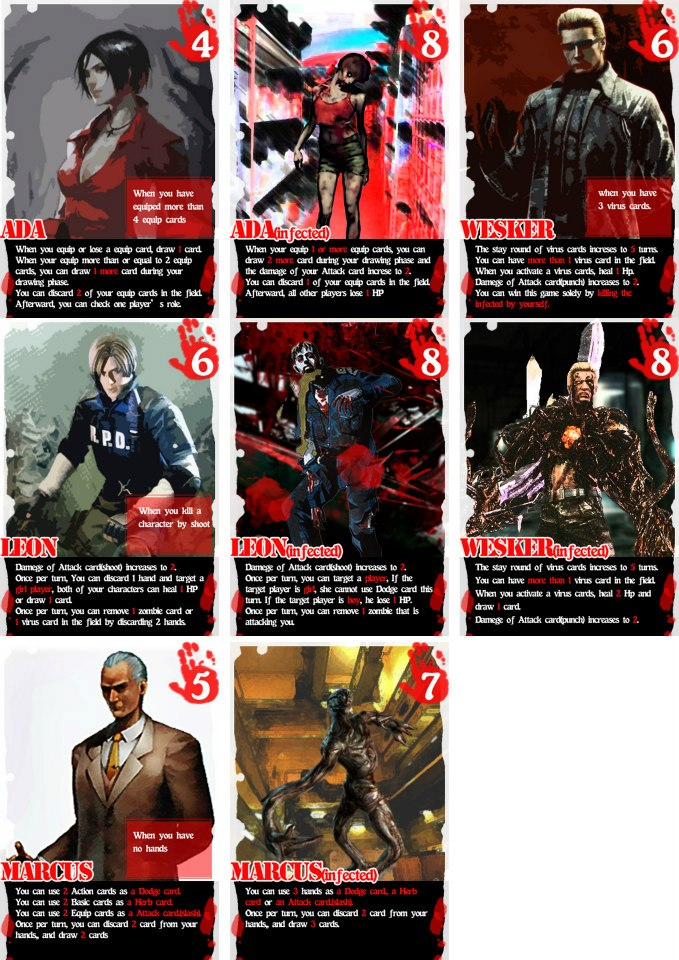 4
When you have
equiped more than
4 equip cards
ADA
When you equip or lose a equip card, draw 1 card.
When your equip more than or equal to 2 equip
cards, you can draw 1 more card during your
drawing phase.
You can discard 2 of your equip cards in the field.
Afterward, you can check one player's role.
8
ADA(infected)
When your equip 1 or more equip cards, you can
draw 2 more card during your drawing phase and
the damage of your Attack card increse to 2.
You can discard 1 of your equip cards in the field.
Afterward, all other players lose 1 HP
6
when you have
3 virus cards.
WESKER
The stay round of virus cards increses to 5 turns.
You can have more than 1 virus card in the field.
When you activate a virus cards, heal 1 Hp.
Damege of Attack card(punch) increases to 2.
You can win this game solely by killing the
infected by yourself.
6
R.P.D.
When you kill a
character by shoot
LEON
Damege of Attack card(shoot) increases to 2.
Once per turn, You can discard 1 hand and target a
girl player, both of your characters can heal 1 HP
or draw 1 card.
Once per turn, you can remove 1 zombie card or
1 virus card in the field by discarding 2 hands.
8
LEON(infected)
Damege of Attack card(shoot) increases to 2.
Once per turn, you can target a player, If the
target player is girl, she cannot use Dodge card this
turn. If the target player is boy, he lose 1 HP.
Once per turn, you can remove 1 zombie that is
attacking you.
8
WESKER(infected)
The stay round of virus cards increses to 5 turns.
You can have more than 1 virus card in the field.
When you activate a virus cards, heal 2 Hp and
draw 1 card.
Damege of Attack card(punch) increases to 2.
5
When you have
no hands
MARCUS
You can use 2 Action cards as a Dodge card.
You can use 2 Basic cards as a Herb card.
You can use 2 Equip cards as a Attack card(slash).
Once per turn, you can discard 2 card from your
hands,, and draw 2 cards
7
MARCUS(infected)
You can use 3 hands as a Dodge card, a Herb
card or an Attack card(slash).
Once per turn, you can discard 2 card from your
hands,, and draw 3 cards.